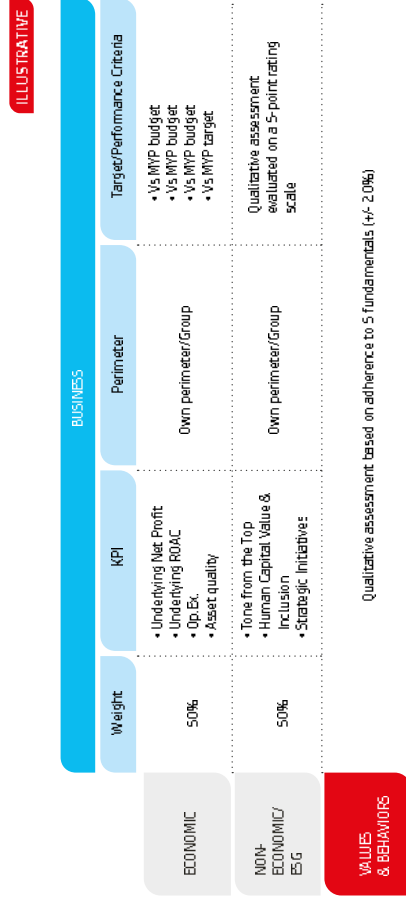 ILLUSTRATIVE
BUSINESS
Weight
KPI
Perimeter
Target/Performance Criteria
ECONOMIC
50%
• Underlying Net Profit
• Underlying ROAC
• Op.Ex.
• Asset quality
Own perimeter/Group
• Vs MYP budget
• Vs MYP budget
• Vs MYP budget
• Vs MYP target
NON-
ECONOMIC/
ESG
50%
• Tone from the Top
• Human Capital Value &
Inclusion
• Strategic Initiatives
Own perimeter/Group
Qualitative assessment
evaluated on a 5-point rating
scale
VALUES
& BEHAVIORS
Qualitative assessment based on adherence to 5 fundamentals (+/- 20%)